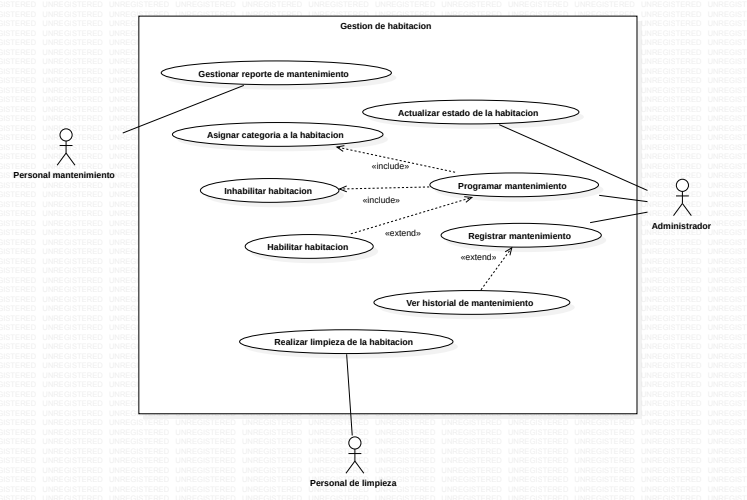 Gestion de habitacion
Gestionar reporte de mantenimiento
Actualizar estado de la habitacion
Asignar categoria a la habitacion
«include»
Personal mantenimiento
Inhabilitar habitacion
Programar mantenimiento
«include»
Administrador
Habilitar habitacion
«extend»
Registrar mantenimiento
«extend»
Ver historial de mantenimiento
Realizar limpieza de la habitacion
Personal de limpieza